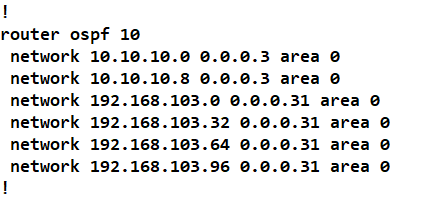 !
router ospf 10
 network 10.10.10.0 0.0.0.3 area 0
 network 10.10.10.8 0.0.0.3 area 0
 network 192.168.103.0 0.0.0.31 area 0
 network 192.168.103.32 0.0.0.31 area 0
 network 192.168.103.64 0.0.0.31 area 0
 network 192.168.103.96 0.0.0.31 area 0
!